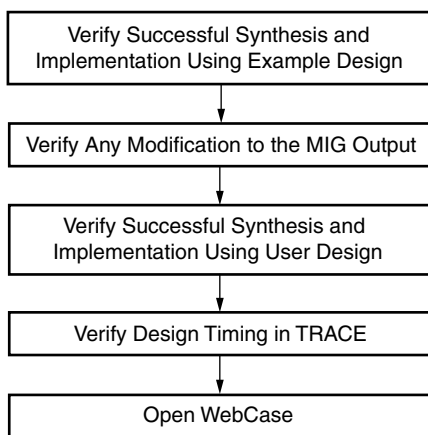 Verify Successful Synthesis and
Implementation Using Example Design
Verify Any Modification to the MIG Output
Verify Successful Synthesis and
Implementation Using User Design
Verify Design Timing in TRACE
Open WebCase